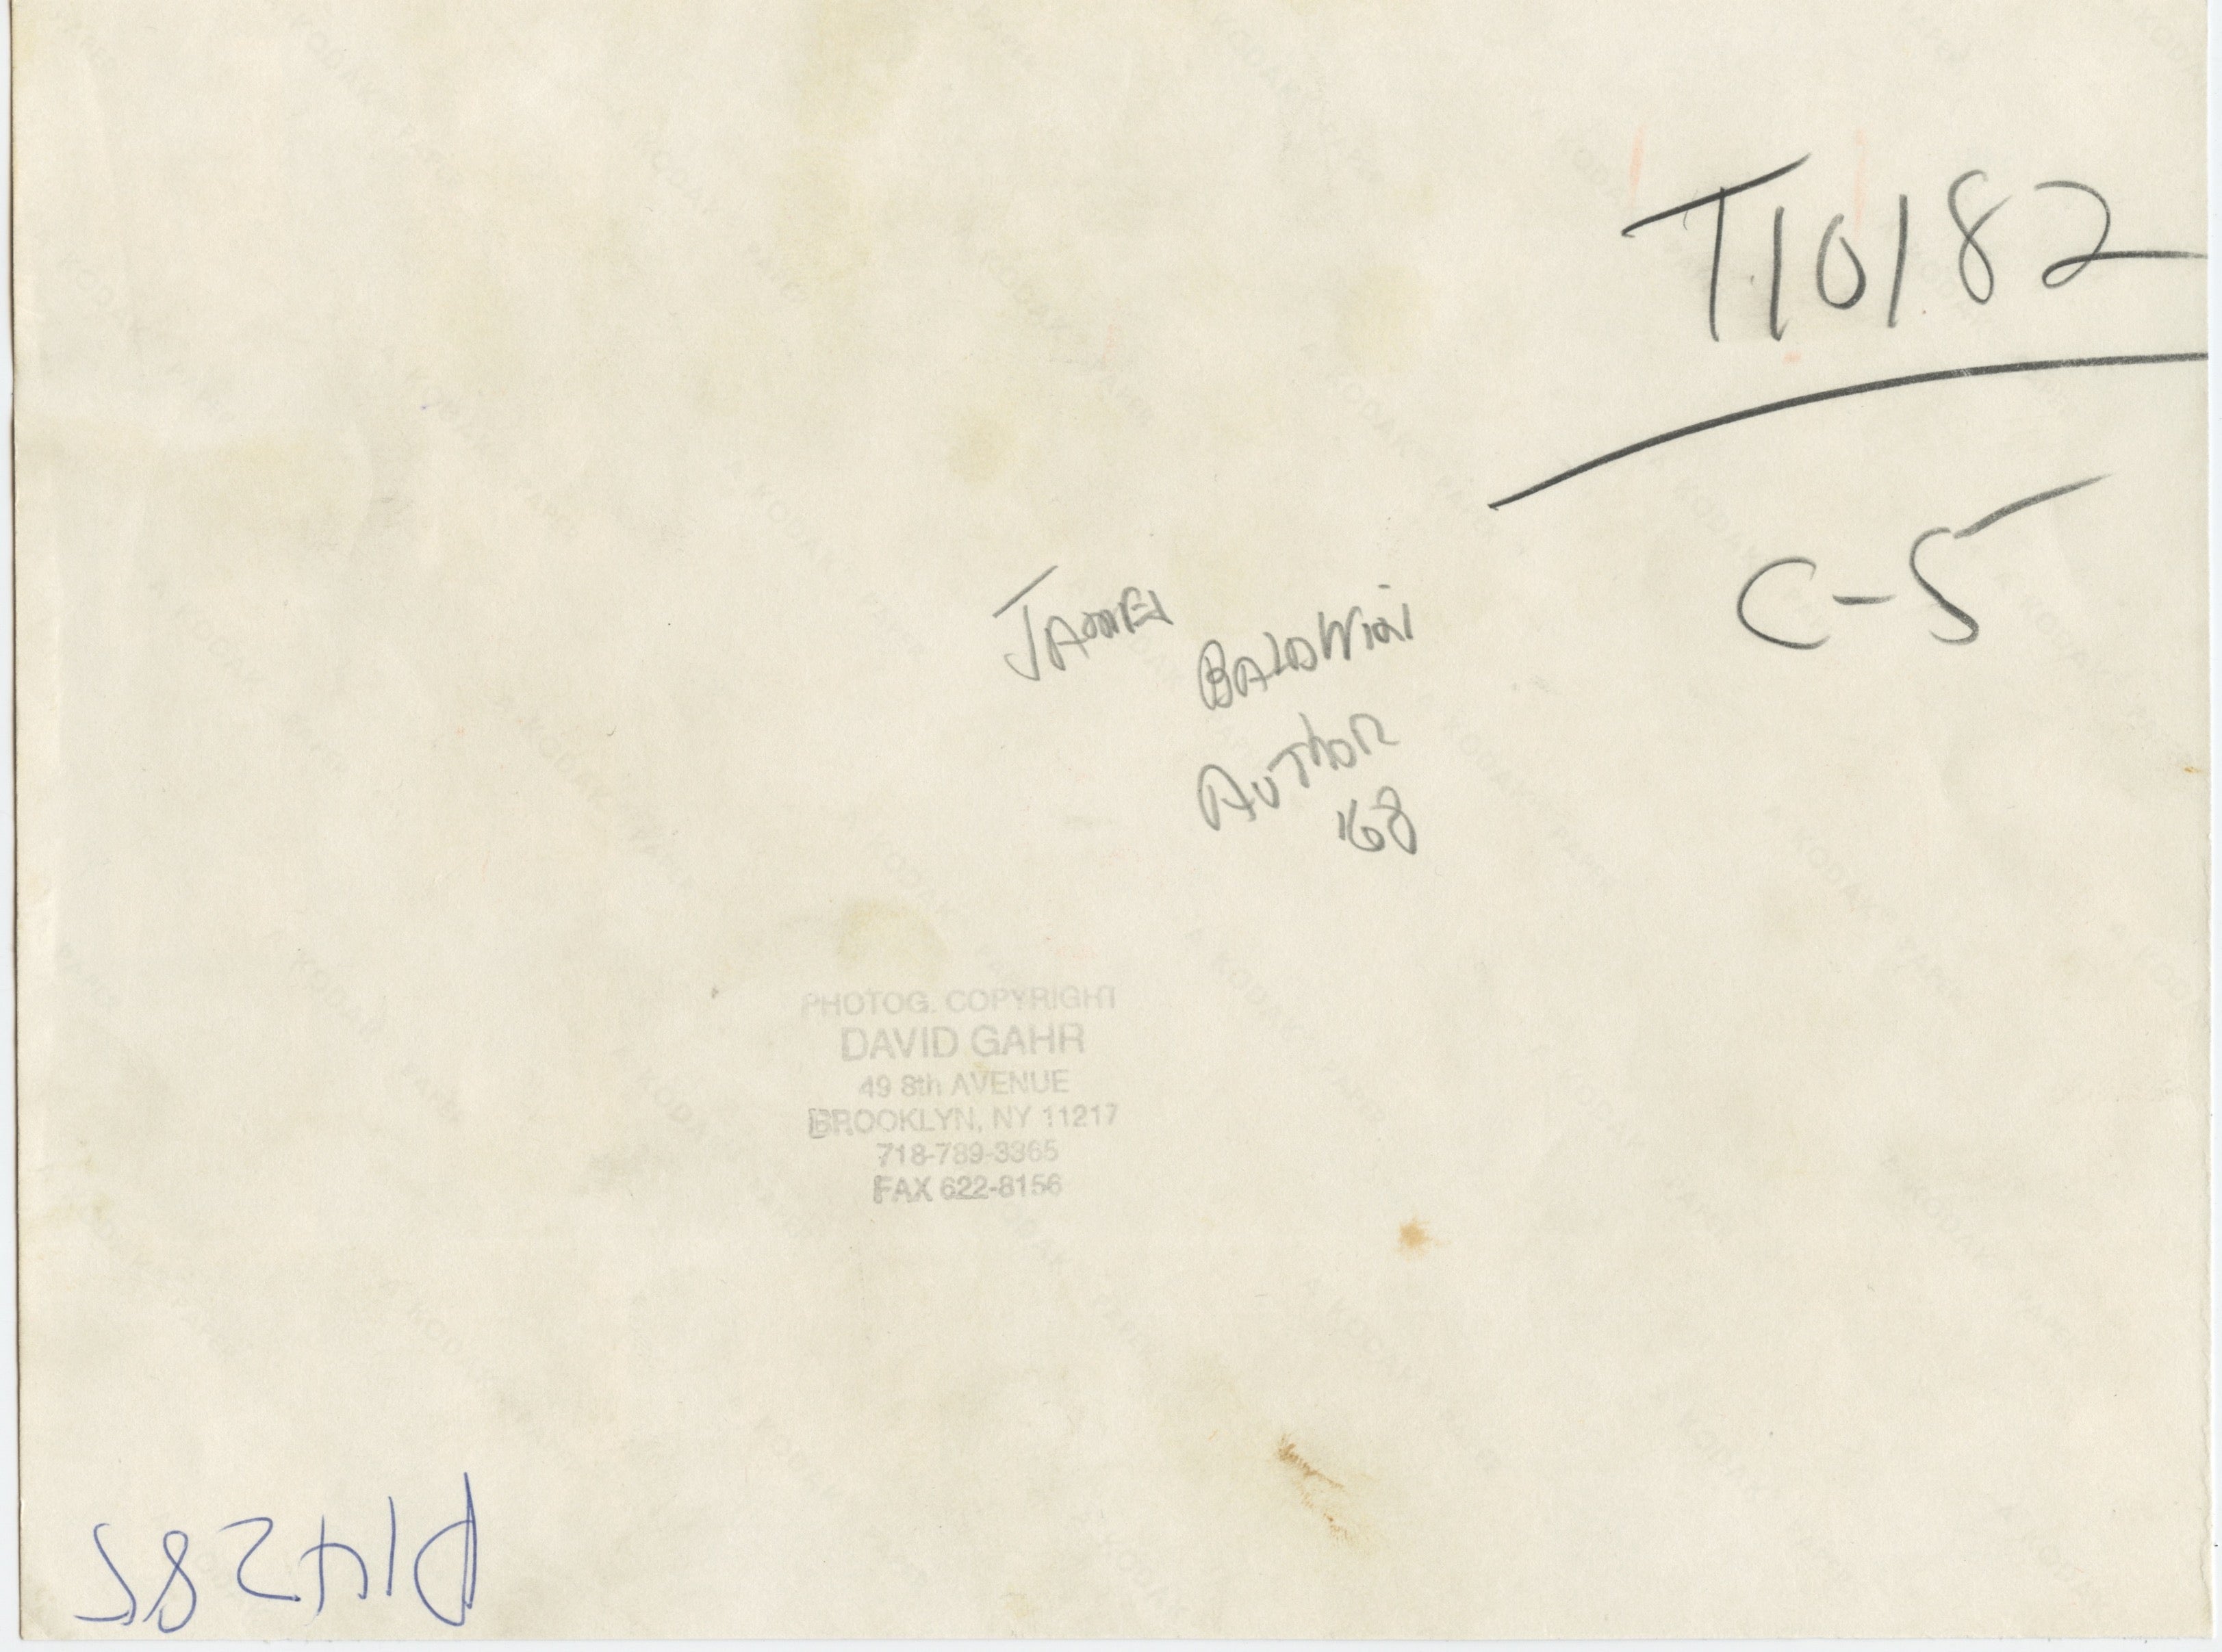 T10182
C-5
JAMES
BALDWIN
AUTHOR
'68
PHOTOG. COPYRIGHT
DAVID GAHR
49 8th AVENUE
BROOKLYN, NY 11217
718-789-3365
FAX 622-8156
P14285